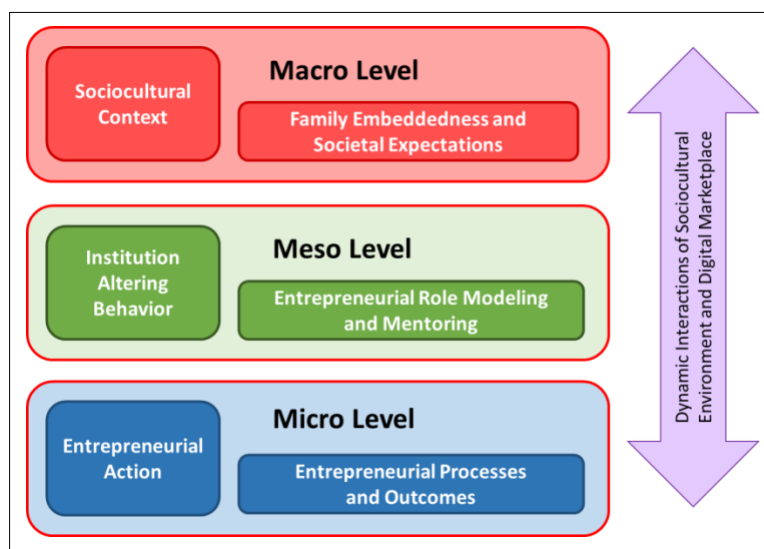 Sociocultural
Context
Macro Level
Family Embeddedness and
Societal Expectations
Institution
Altering
Behavior
Meso Level
Entrepreneurial Role Modeling
and Mentoring
Entrepreneurial
Action
Micro Level
Entrepreneurial Processes
and Outcomes
Dynamic Interactions of Sociocultural
Environment and Digital Marketplace